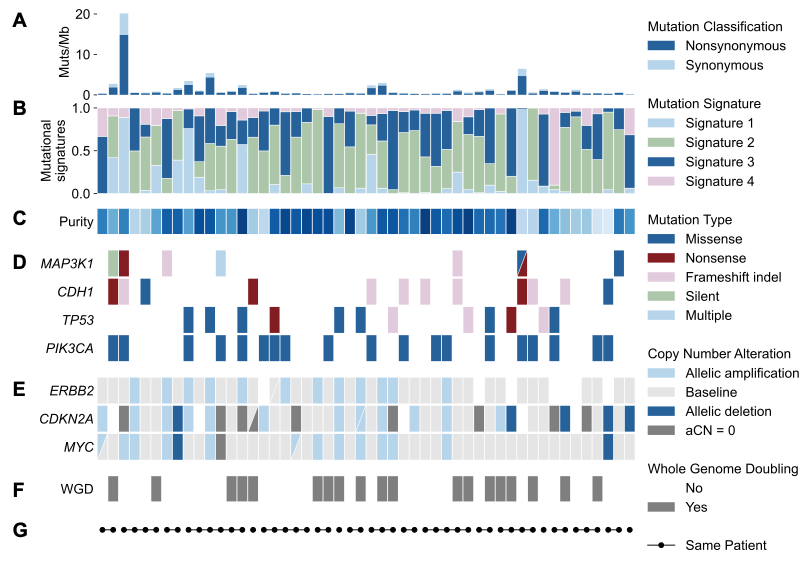 A
Muts/Mb
20
10
0
Mutation Classification
Nonsynonymous
Synonymous
B
Mutational
signatures
1.0
0.5
0.0
Mutation Signature
Signature 1
Signature 2
Signature 3
Signature 4
C
Purity
Mutation Type
Missense
Nonsense
Frameshift indel
Silent
Multiple
D
MAP3K1
CDH1
TP53
PIK3CA
Copy Number Alteration
Allelic amplification
Baseline
Allelic deletion
aCN = 0
E
ERBB2
CDKN2A
MYC
Whole Genome Doubling
No
Yes
F
WGD
G
Same Patient